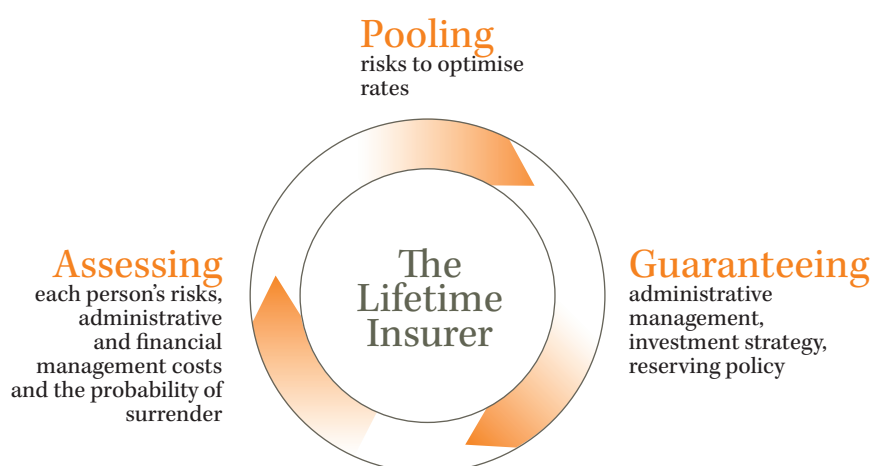 Pooling
risks to optimise
rates
Assessing
each person's risks,
administrative
and financial
management costs
and the probability of
surrender
The
Lifetime
Insurer
Guaranteeing
administrative
management,
investment strategy,
reserving policy